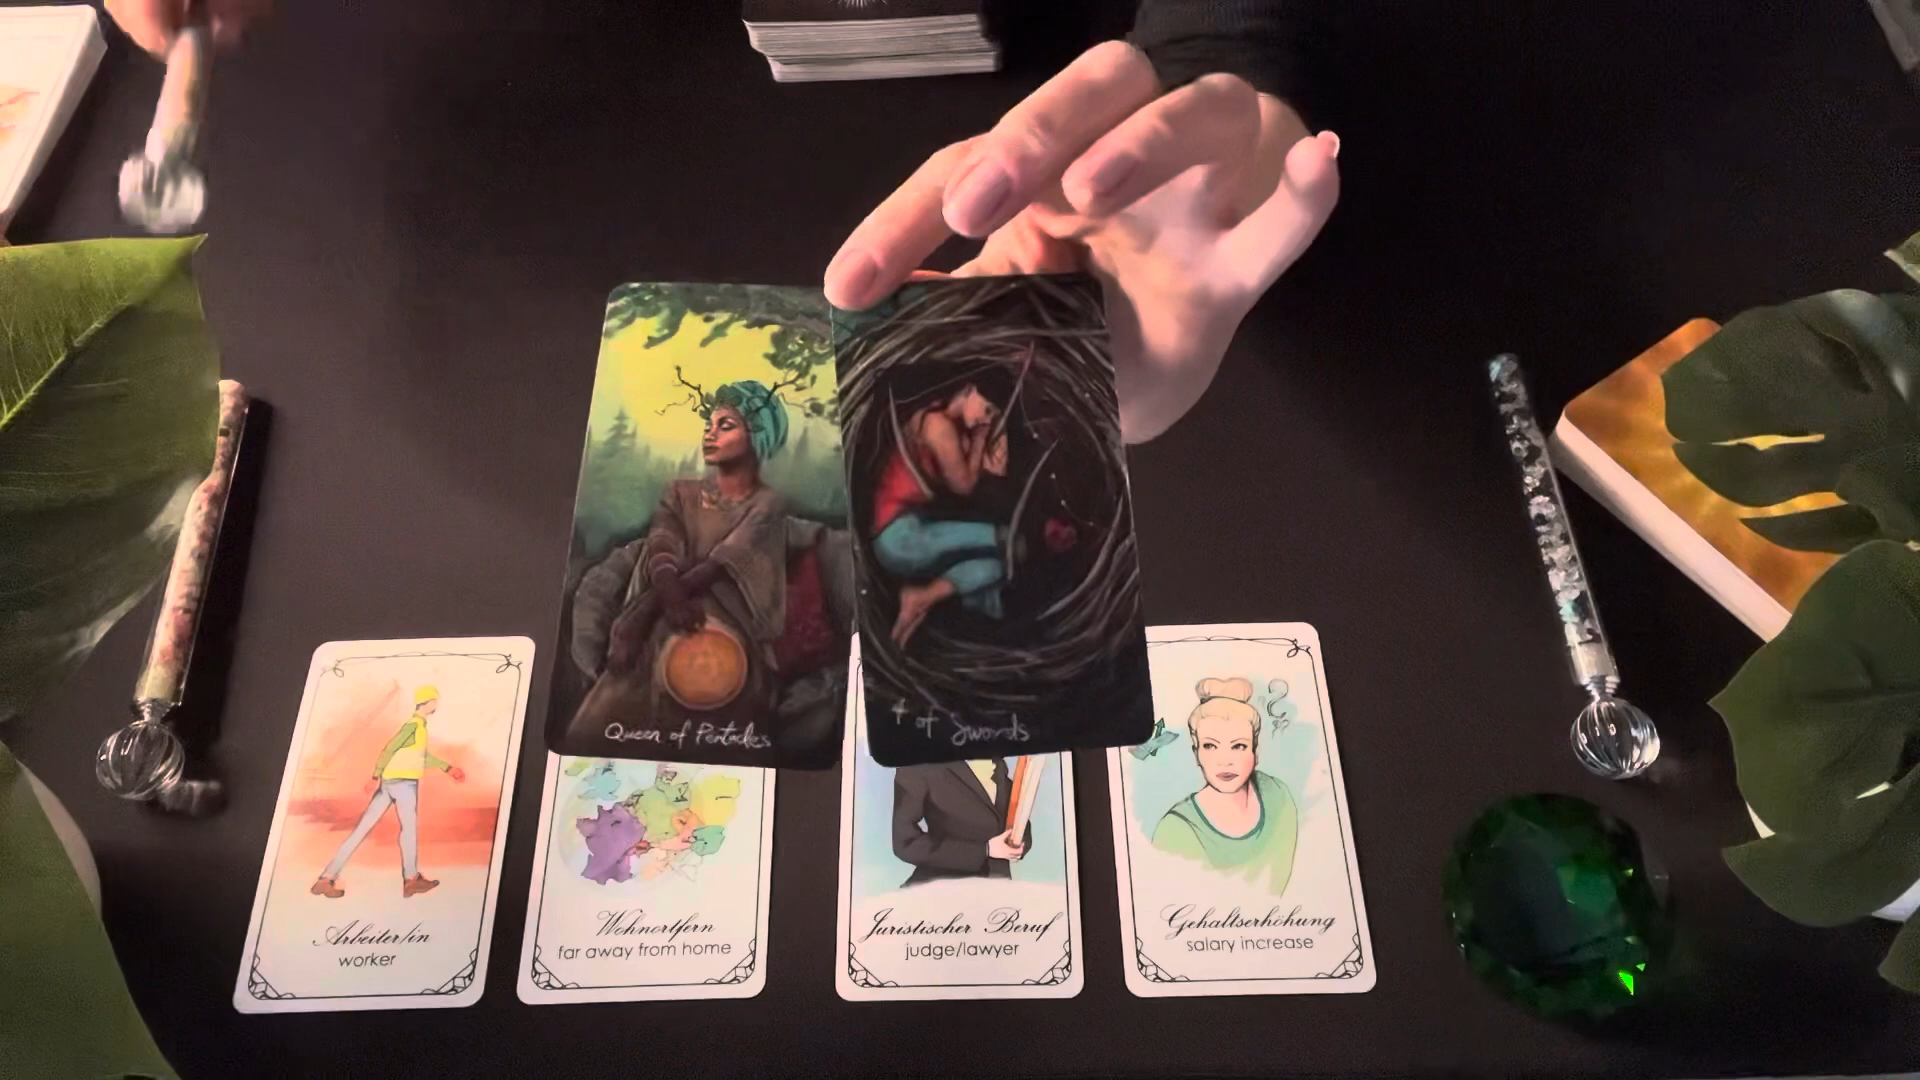 Queen of Pentacles
4 of Swords
Arbeiter/in
worker
Wohnortfern
far away from home
Juristischer Beruf
judge/lawyer
Gehaltserhöhung
salary increase